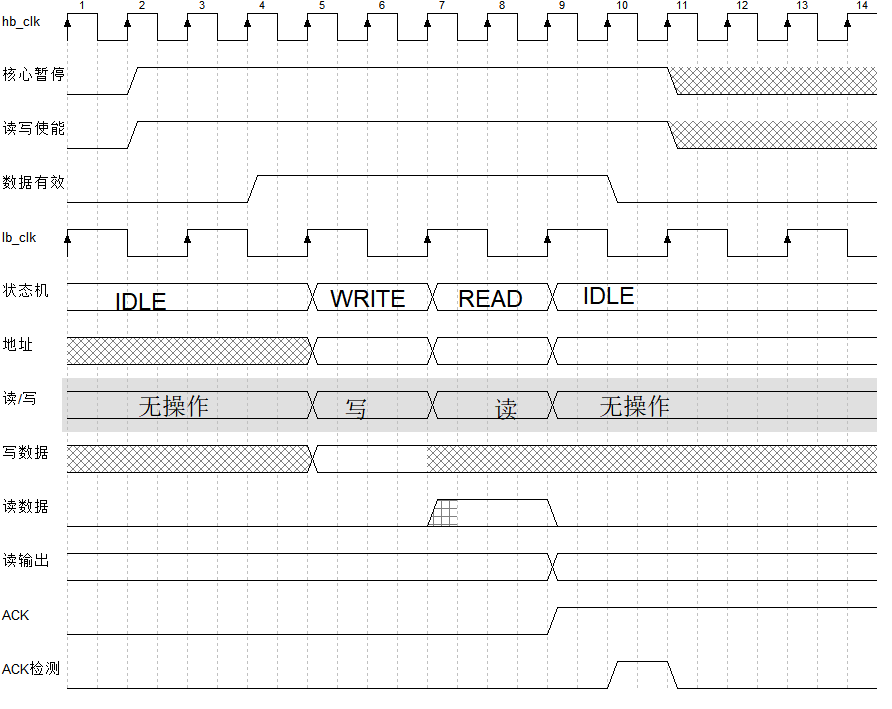 1 2 3 4 5 6 7 8 9 10 11 12 13 14
hb_clk
核心暂停
读写使能
数据有效
lb_clk
状态机 IDLE WRITE READ IDLE
地址
读/写 无操作 写 读 无操作
写数据
读数据
读输出
ACK
ACK检测